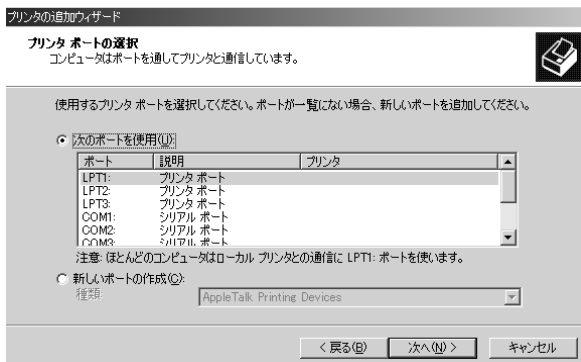 プリンタの追加ウィザード
プリンタ ポートの選択
コンピュータはポートを通してプリンタと通信しています。
使用するプリンタ ポートを選択してください。ポートが一覧にない場合、新しいポートを追加してください。
次のポートを使用(U):
ポート 説明 プリンタ
LPT1: プリンタ ポート
LPT2: プリンタ ポート
LPT3: プリンタ ポート
COM1: シリアル ポート
COM2: シリアル ポート
COM3: シリアル ポート
注意: ほとんどのコンピュータはローカル プリンタとの通信に LPT1: ポートを使います。
新しいポートの作成(C):
種類: AppleTalk Printing Devices
< 戻る(B) 次へ(N) > キャンセル